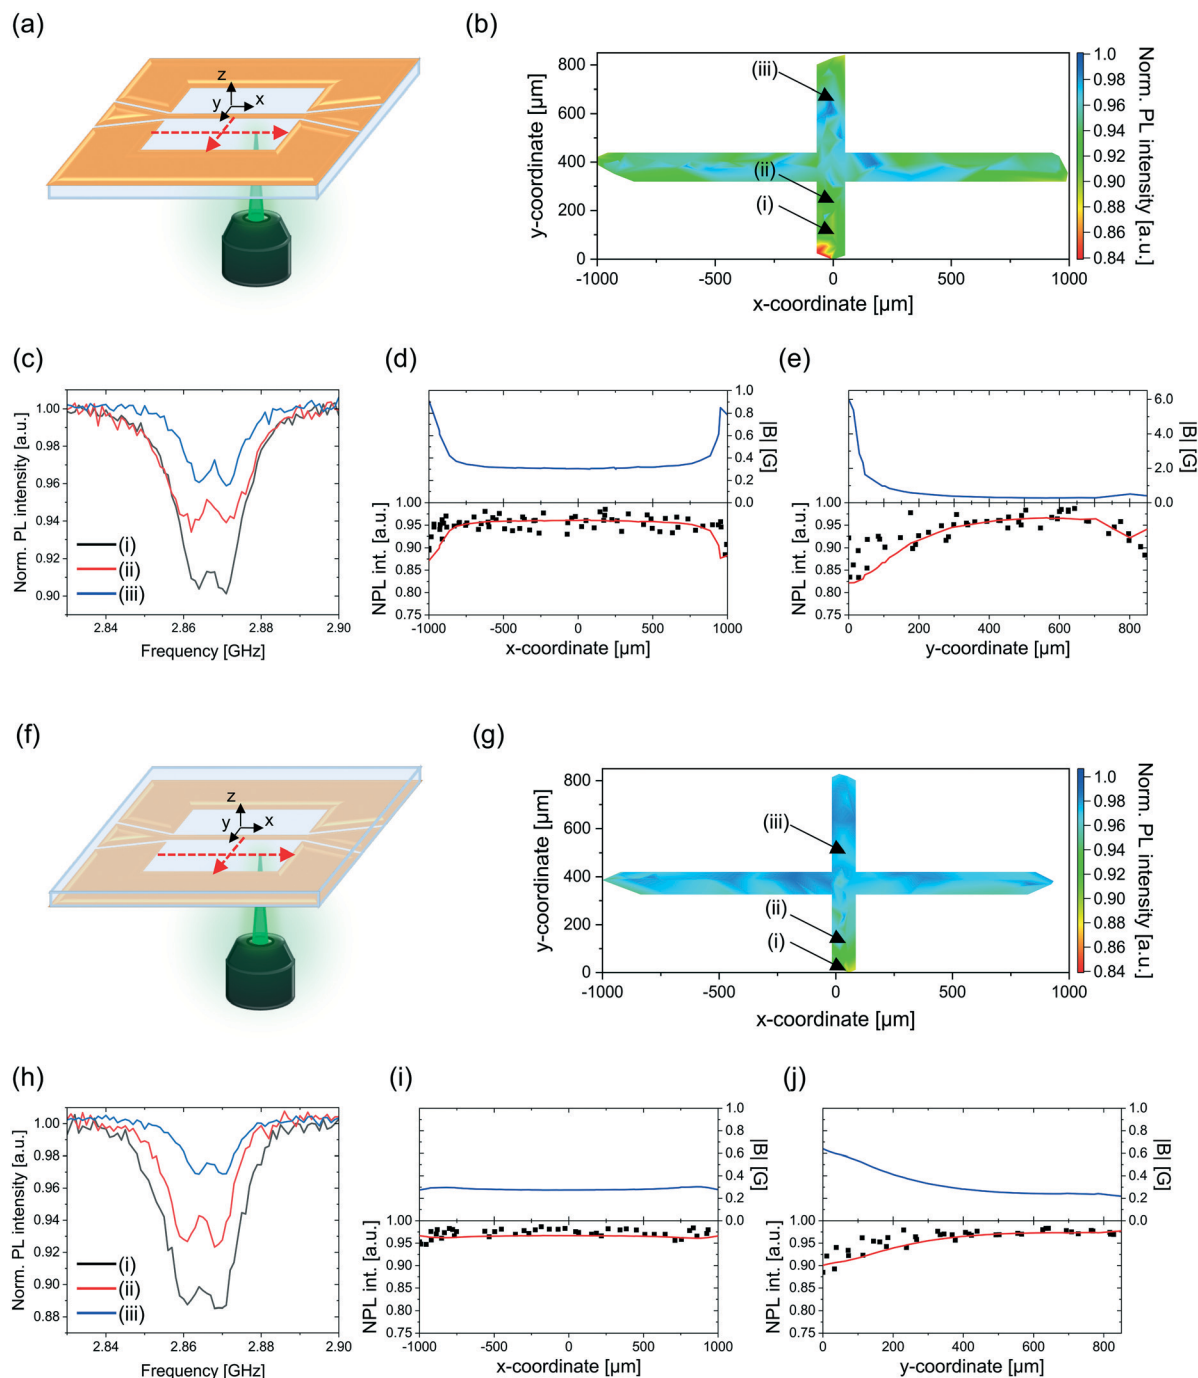 (a)
z
y
x
(b)
y-coordinate [µm]
800
600
400
200
0
(iii)
(ii)
(i)
-1000
-500
0
500
1000
x-coordinate [µm]
1.0
0.98
0.96
0.94
0.92
0.90
0.88
0.86
0.84
Norm. PL intensity [a.u.]
(c)
Norm. PL intensity [a.u.]
1.00
0.98
0.96
0.94
0.92
0.90
(i)
(ii)
(iii)
2.84
2.86
2.88
2.90
Frequency [GHz]
(d)
1.0
0.8
0.6
0.4
0.3
0.0
|B| [G]
NPL int. [a.u.]
1.00
0.95
0.90
0.85
0.75
-1000
-500
0
500
1000
x-coordinate [µm]
(e)
6.0
4.0
2.0
0.0
|B| [G]
NPL int. [a.u.]
1.00
0.95
0.90
0.85
0.80
0.75
0
200
400
600
800
y-coordinate [µm]
(f)
z
y
x
(g)
y-coordinate [µm]
800
600
400
200
0
(iii)
(ii)
(i)
-1000
-500
0
500
1000
x-coordinate [µm]
1.0
0.98
0.96
0.94
0.92
0.90
0.88
0.86
0.84
Norm. PL intensity [a.u.]
(h)
Norm. PL intensity [a.u.]
1.00
0.98
0.96
0.94
0.92
0.90
0.88
(i)
(ii)
(iii)
2.84
2.86
2.88
2.90
Frequency [GHz]
(i)
1.0
0.8
0.6
0.4
0.2
0.0
|B| [G]
NPL int. [a.u.]
1.00
0.95
0.90
0.80
0.75
-1000
-500
0
500
1000
x-coordinate [µm]
(j)
1.0
0.8
0.6
0.4
0.2
0.0
|B| [G]
NPL int. [a.u.]
1.00
0.95
0.90
0.80
0.75
0
200
400
600
800
y-coordinate [µm]